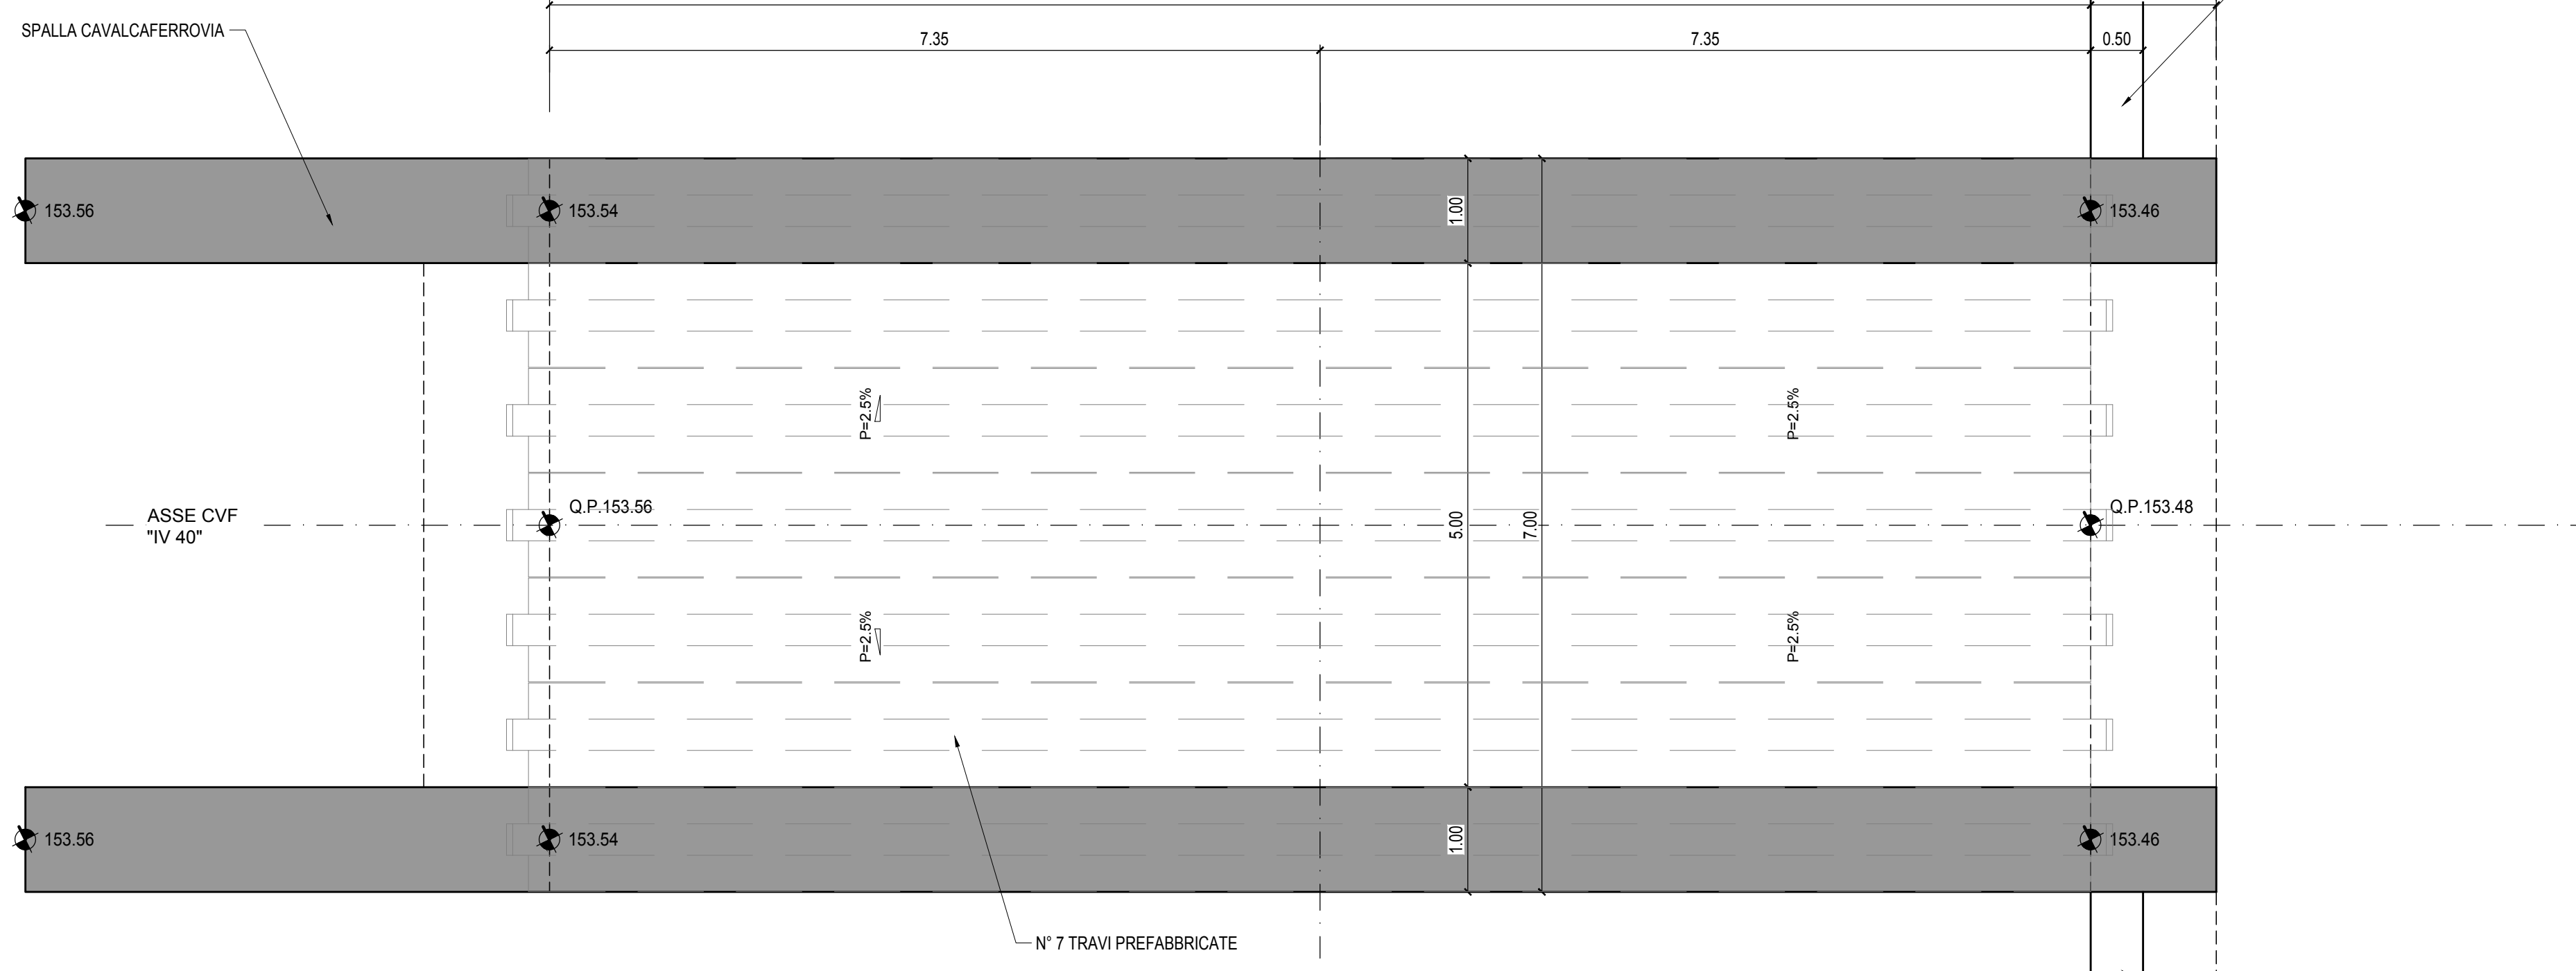 SPALLA CAVALCAFERROVIA
7.35
7.35
0.50
153.56
153.54
1.00
153.46
P=2.5%
P=2.5%
ASSE CVF
"IV 40"
Q.P.153.56
5.00
7.00
Q.P.153.48
P=2.5%
P=2.5%
153.56
153.54
1.00
153.46
N° 7 TRAVI PREFABBRICATE